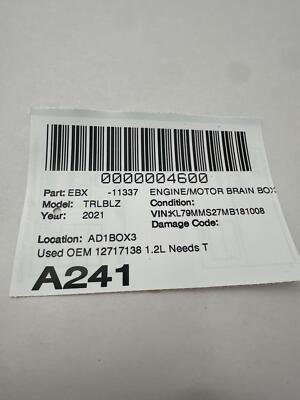 0000004600
Part: EBX -11337 ENGINE/MOTOR BRAIN BOX
Model: TRLBLZ Condition:
Year: 2021 VIN:KL79MMS27MB181008
Damage Code:
Location: AD1BOX3
Used OEM 12717138 1.2L Needs T
A241